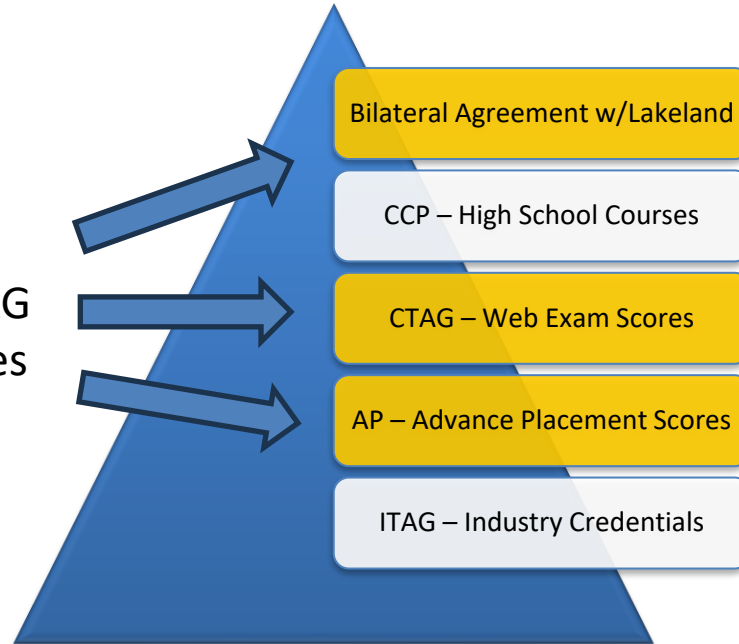 Bilateral Agreement w/Lakeland
CCP – High School Courses
CTAG – Web Exam Scores
AP – Advance Placement Scores
ITAG – Industry Credentials